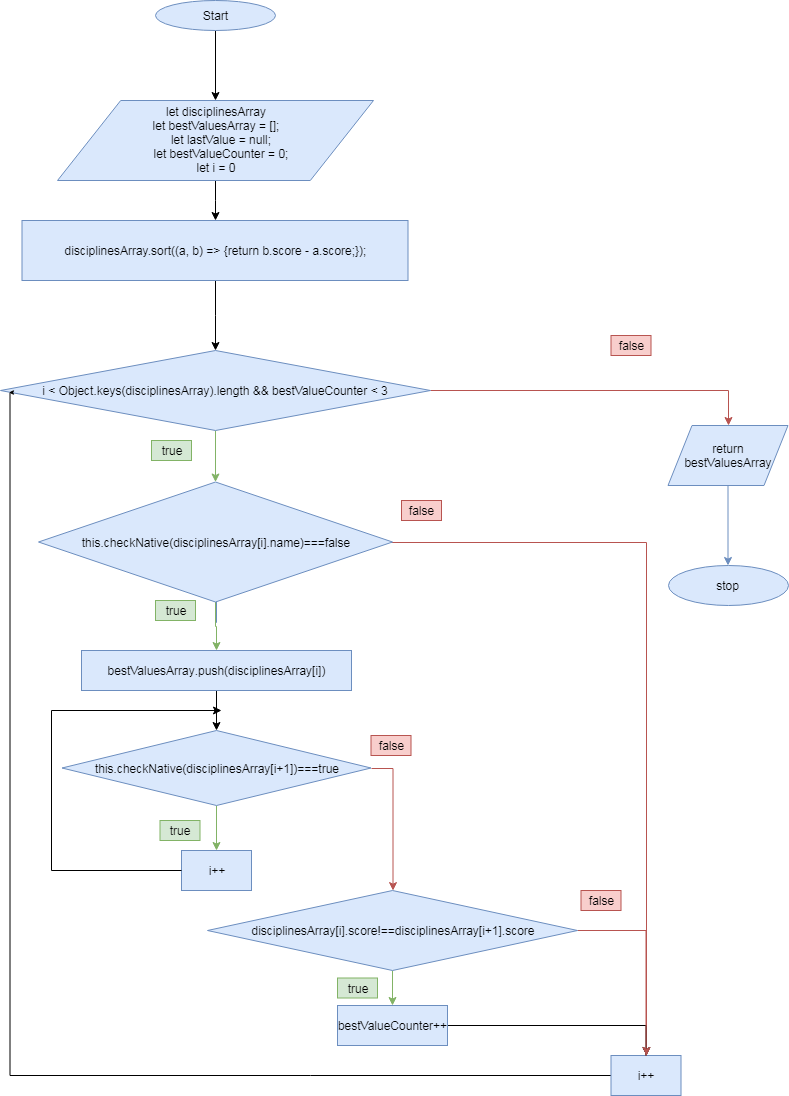 Start
let disciplinesArray
let bestValuesArray = [];
let lastValue = null;
let bestValueCounter = 0;
let i = 0
disciplinesArray.sort((a, b) => {return b.score - a.score;});
false
i < Object.keys(disciplinesArray).length && bestValueCounter < 3
true
return
bestValuesArray
false
this.checkNative(disciplinesArray[i].name)===false
stop
true
bestValuesArray.push(disciplinesArray[i])
false
this.checkNative(disciplinesArray[i+1])===true
true
i++
false
disciplinesArray[i].score!==disciplinesArray[i+1].score
true
bestValueCounter++
i++